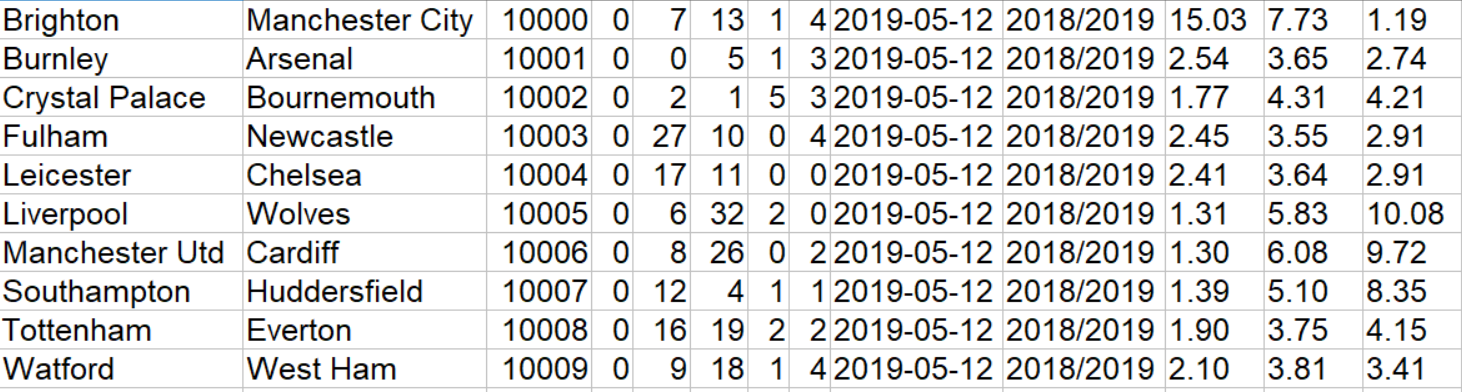 Brighton Manchester City 10000 0 7 13 1 4 2019-05-12 2018/2019 15.03 7.73 1.19
Burnley Arsenal 10001 0 0 5 1 3 2019-05-12 2018/2019 2.54 3.65 2.74
Crystal Palace Bournemouth 10002 0 2 1 5 3 2019-05-12 2018/2019 1.77 4.31 4.21
Fulham Newcastle 10003 0 27 10 0 4 2019-05-12 2018/2019 2.45 3.55 2.91
Leicester Chelsea 10004 0 17 11 0 0 2019-05-12 2018/2019 2.41 3.64 2.91
Liverpool Wolves 10005 0 6 32 2 0 2019-05-12 2018/2019 1.31 5.83 10.08
Manchester Utd Cardiff 10006 0 8 26 0 2 2019-05-12 2018/2019 1.30 6.08 9.72
Southampton Huddersfield 10007 0 12 4 1 1 2019-05-12 2018/2019 1.39 5.10 8.35
Tottenham Everton 10008 0 16 19 2 2 2019-05-12 2018/2019 1.90 3.75 4.15
Watford West Ham 10009 0 9 18 1 4 2019-05-12 2018/2019 2.10 3.81 3.41